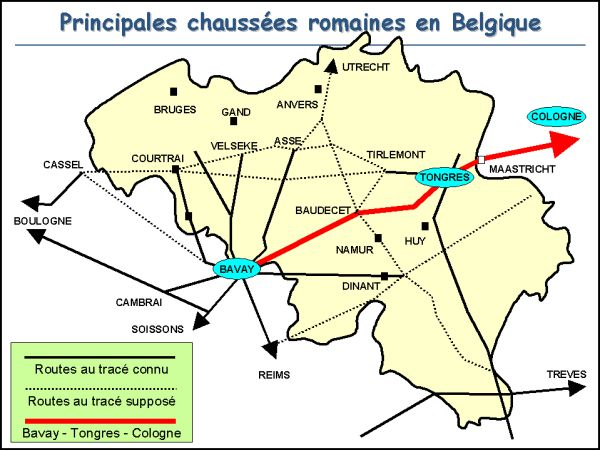 Principales chaussées romaines en Belgique
UTRECHT
BRUGES
GAND
ANVERS
COLOGNE
VELSEKE
ASSE
COURTRAI
TIRLEMONT
CASSEL
MAASTRICHT
TONGRES
BAUDECET
BOULOGNE
NAMUR
HUY
BAVAY
DINANT
CAMBRAI
SOISSONS
REIMS
TREVES
Routes au tracé connu
Routes au tracé supposé
Bavay - Tongres - Cologne